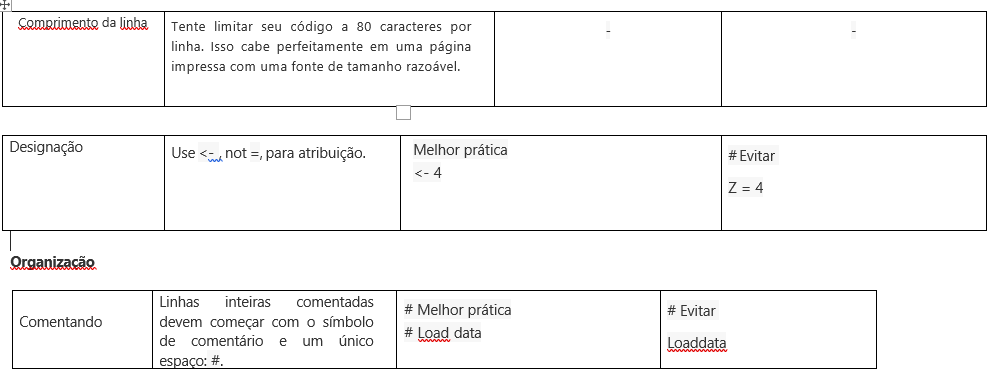 Comprimento da linha
Tente limitar seu código a 80 caracteres por
linha. Isso cabe perfeitamente em uma página
impressa com uma fonte de tamanho razoável.
-
-
Designação
Use <- , not =, para atribuição.
Melhor prática
<- 4
# Evitar
Z = 4
Organização
Comentando
Linhas inteiras comentadas
devem começar com o símbolo
de comentário e um único
espaço: #.
# Melhor prática
# Load data
# Evitar
Loaddata